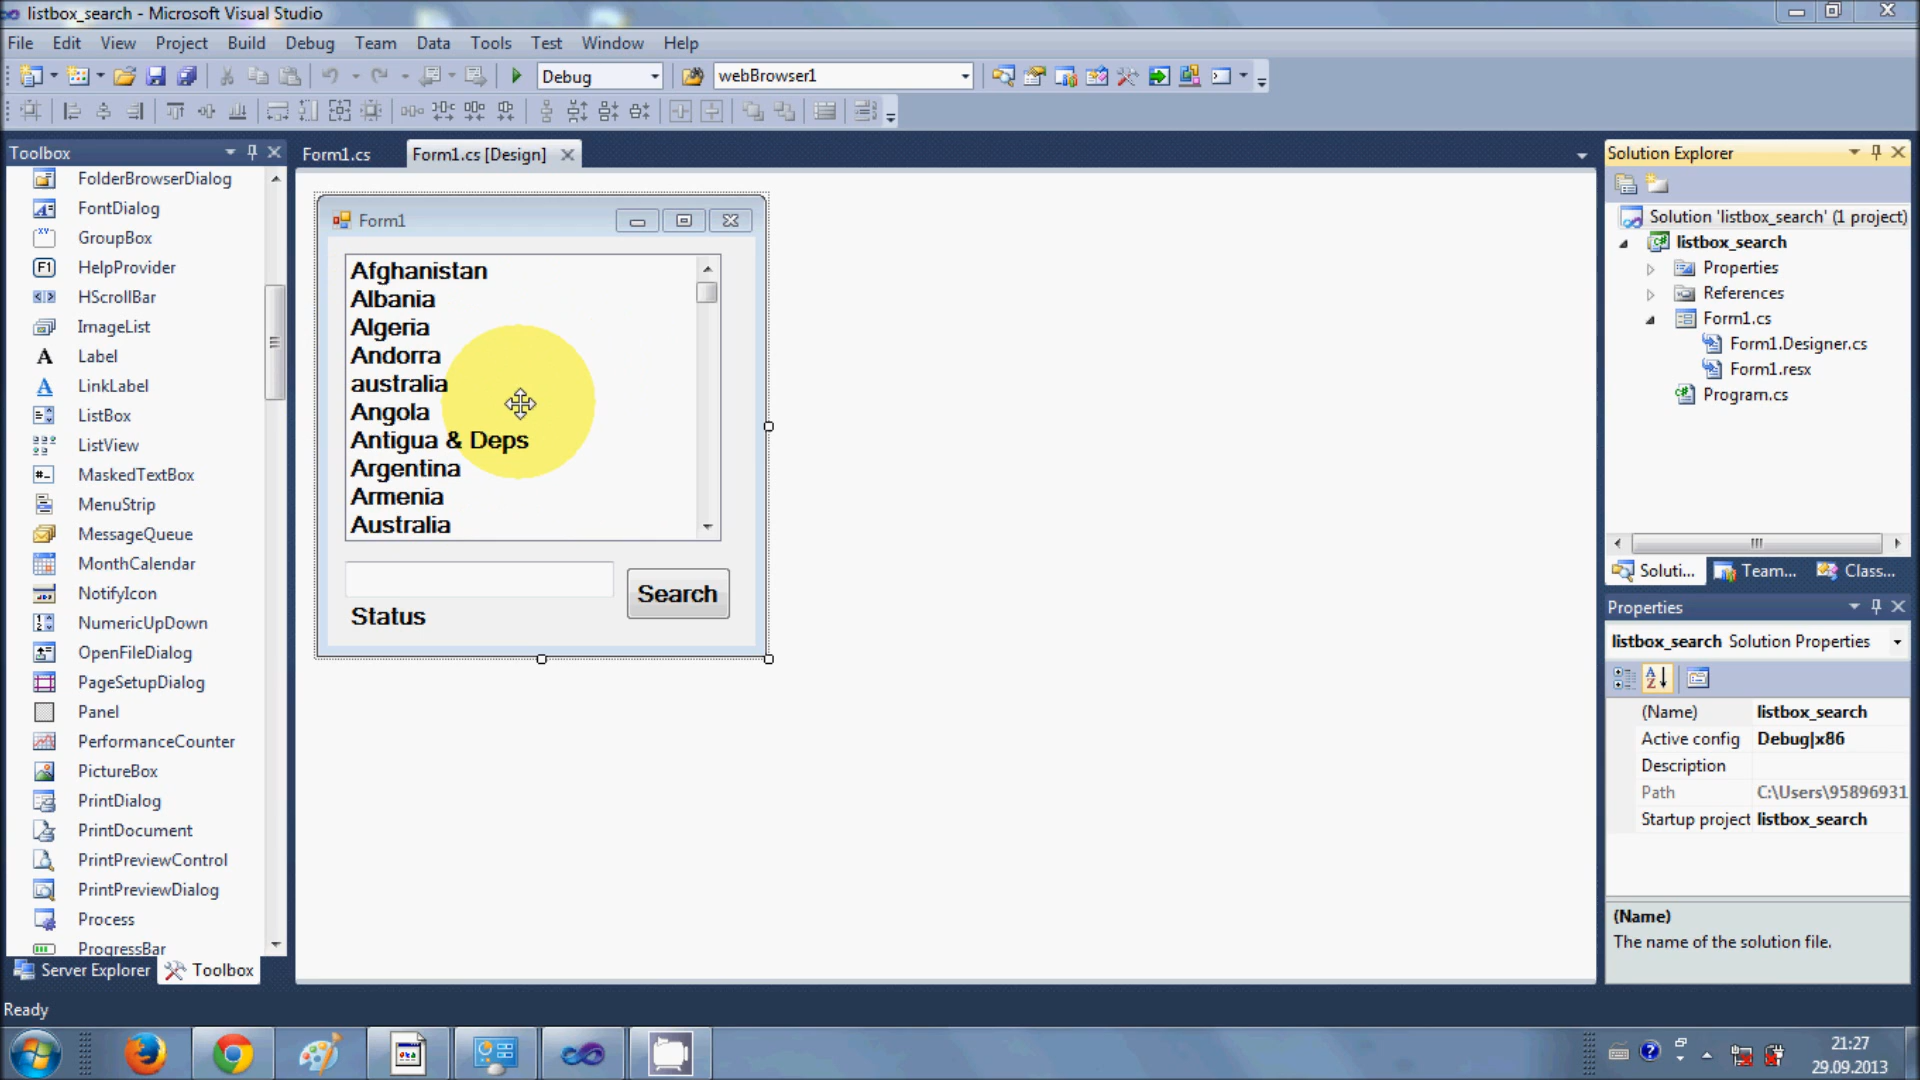 listbox_search - Microsoft Visual Studio
File Edit View Project Build Debug Team Data Tools Test Window Help
Debug webBrowser1
Toolbox
FolderBrowserDialog
FontDialog
GroupBox
HelpProvider
HScrollBar
ImageList
Label
LinkLabel
ListBox
ListView
MaskedTextBox
MenuStrip
MessageQueue
MonthCalendar
NotifyIcon
NumericUpDown
OpenFileDialog
PageSetupDialog
Panel
PerformanceCounter
PictureBox
PrintDialog
PrintDocument
PrintPreviewControl
PrintPreviewDialog
Process
ProgressBar
Server Explorer Toolbox
Form1.cs Form1.cs [Design]
Form1
Afghanistan
Albania
Algeria
Andorra
australia
Angola
Antigua & Deps
Argentina
Armenia
Australia
Search
Status
Solution Explorer
Solution 'listbox_search' (1 project)
listbox_search
Properties
References
Form1.cs
Form1.Designer.cs
Form1.resx
Program.cs
Soluti... Team... Class...
Properties
listbox_search Solution Properties
(Name) listbox_search
Active config Debug|x86
Description
Path C:\Users\95896931
Startup project listbox_search
(Name)
The name of the solution file.
Ready
21:27
29.09.2013